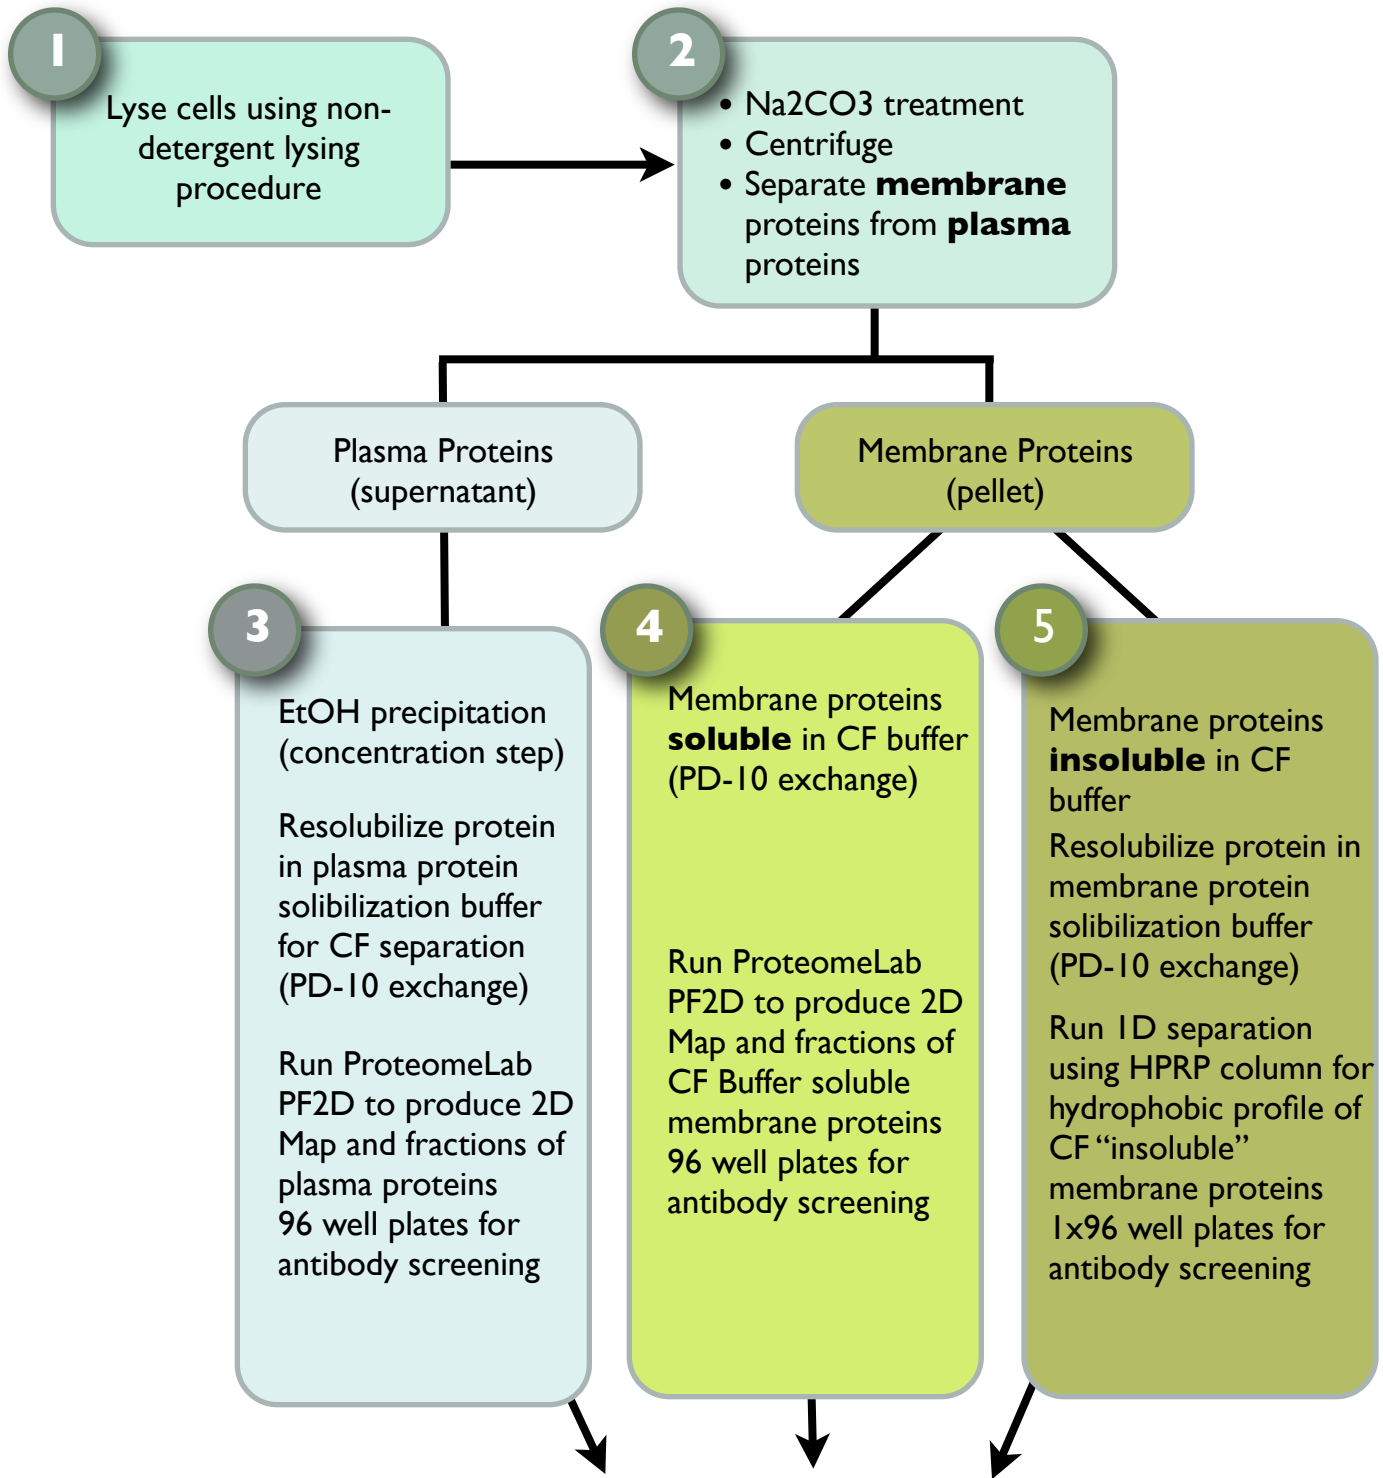 1
Lyse cells using non-
detergent lysing
procedure
2
• Na2CO3 treatment
• Centrifuge
• Separate membrane
proteins from plasma
proteins
Plasma Proteins
(supernatant)
Membrane Proteins
(pellet)
3
EtOH precipitation
(concentration step)
Resolubilize protein
in plasma protein
solibilization buffer
for CF separation
(PD-10 exchange)
Run ProteomeLab
PF2D to produce 2D
Map and fractions of
plasma proteins
96 well plates for
antibody screening
4
Membrane proteins
soluble in CF buffer
(PD-10 exchange)
Run ProteomeLab
PF2D to produce 2D
Map and fractions of
CF Buffer soluble
membrane proteins
96 well plates for
antibody screening
5
Membrane proteins
insoluble in CF
buffer
Resolubilize protein in
membrane protein
solibilization buffer
(PD-10 exchange)
Run 1D separation
using HPRP column for
hydrophobic profile of
CF “insoluble”
membrane proteins
1x96 well plates for
antibody screening